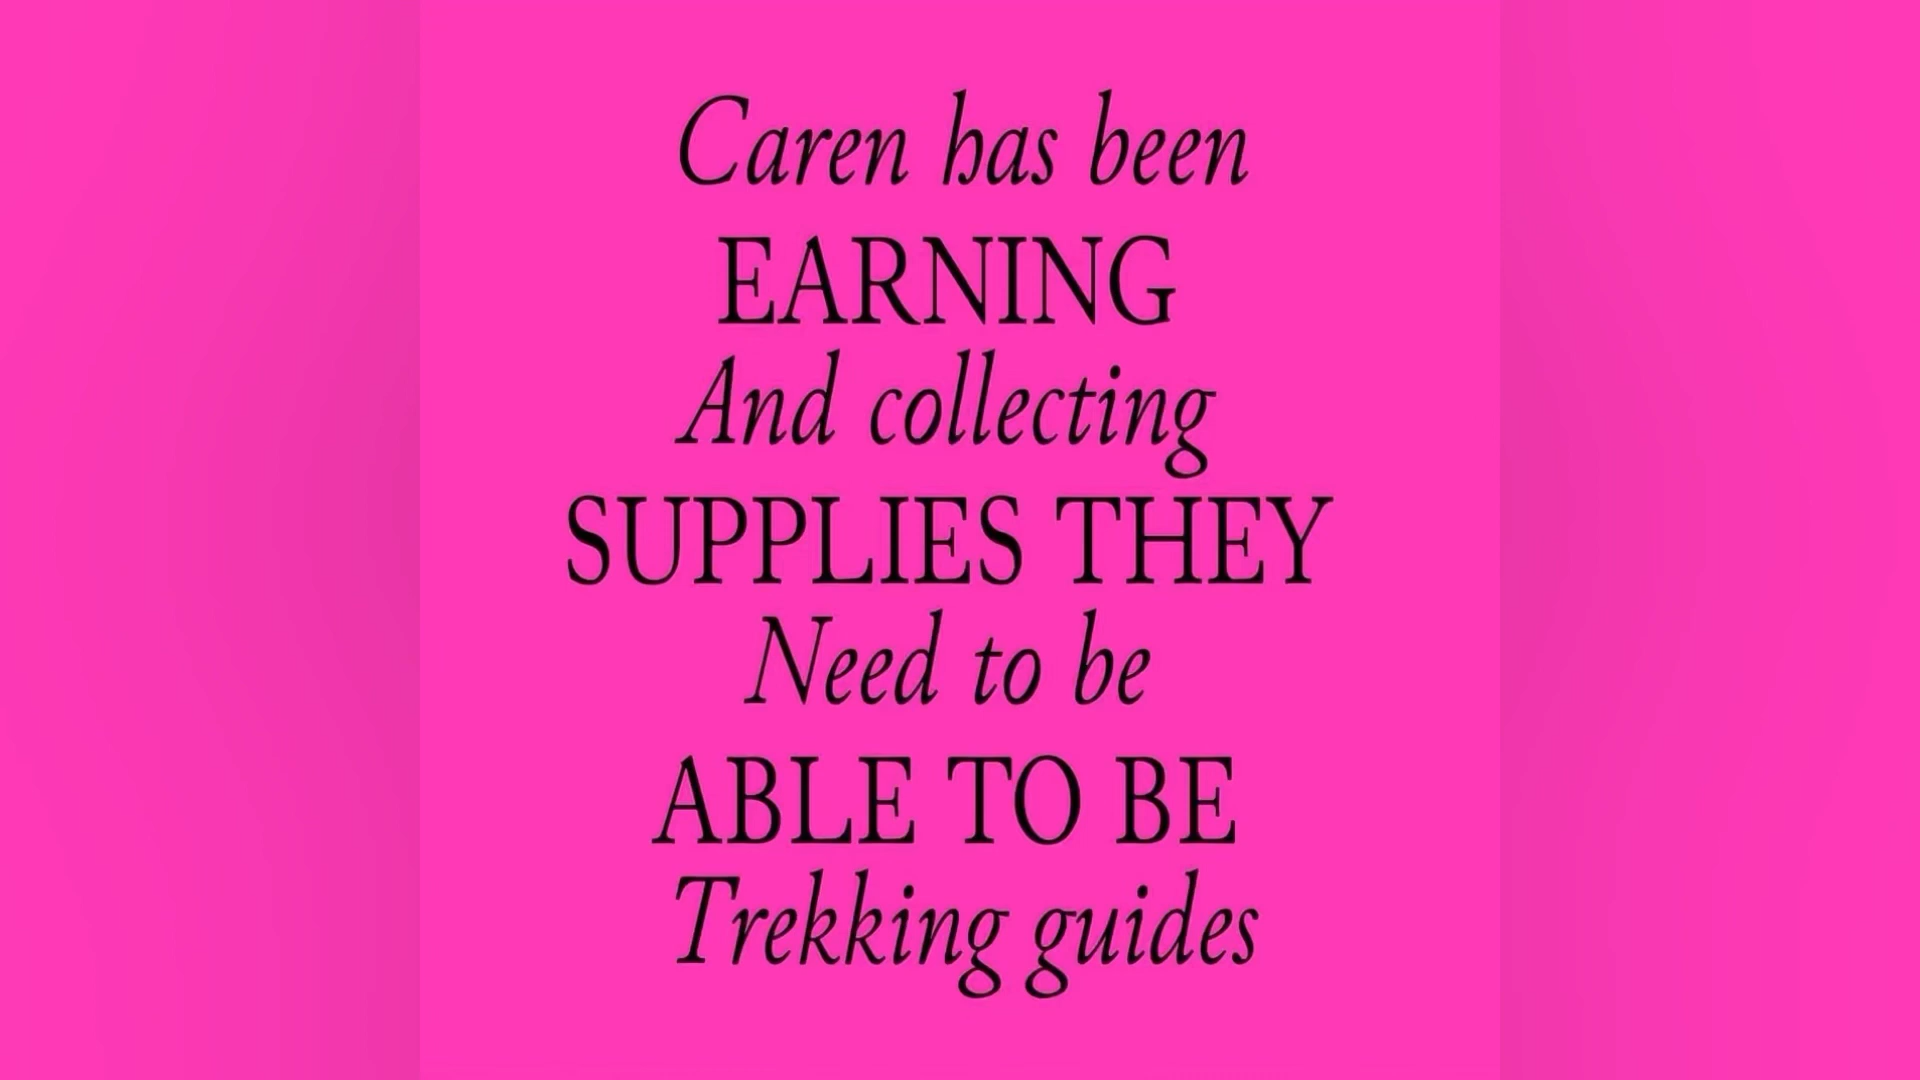 Caren has been
EARNING
And collecting
SUPPLIES THEY
Need to be
ABLE TO BE
Trekking guides